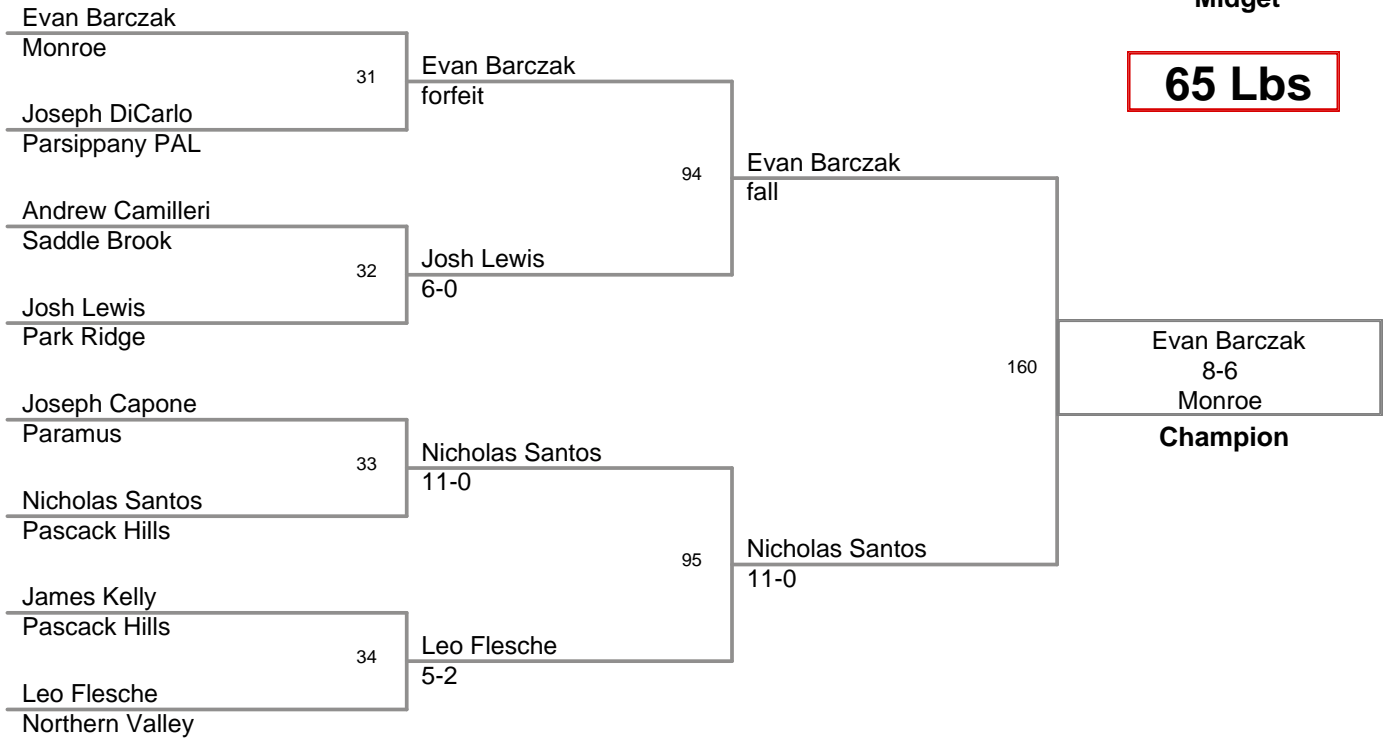 Midget
65 Lbs
Evan Barczak
Monroe
31
Joseph DiCarlo
Parsippany PAL
Andrew Camilleri
Saddle Brook
32
Josh Lewis
Park Ridge
Joseph Capone
Paramus
33
Nicholas Santos
Pascack Hills
James Kelly
Pascack Hills
34
Leo Flesche
Northern Valley
Evan Barczak
forfeit
94
Josh Lewis
6-0
Nicholas Santos
11-0
95
Leo Flesche
5-2
Evan Barczak
fall
160
Nicholas Santos
11-0
Evan Barczak
8-6
Monroe
Champion